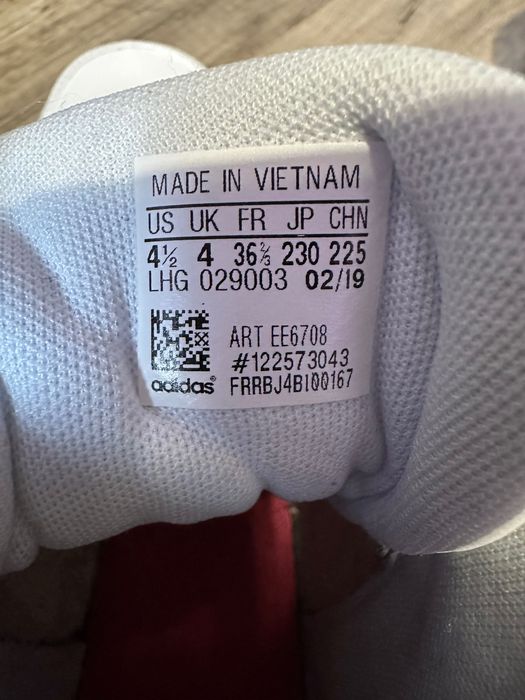 MADE IN VIETNAM
US UK FR JP CHN
4½ 4 36⅔ 230 225
LHG 029003 02/19
ART EE6708
#122573043
adidas® FRRBJ4BI00167